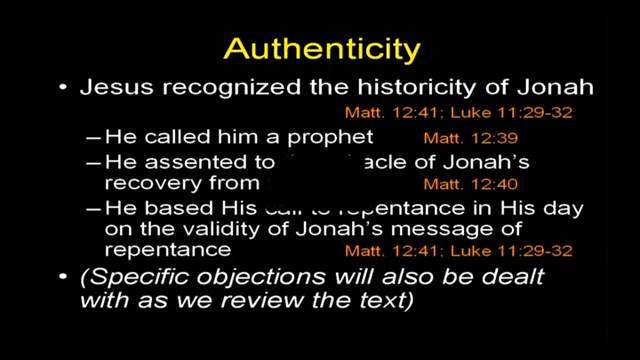 Authenticity
• Jesus recognized the historicity of Jonah
Matt. 12:41; Luke 11:29-32
– He called him a prophet Matt. 12:39
– He assented to of Jonah's
recovery from Matt. 12:40
– He based His call to repentance in His day
on the validity of Jonah's message of
repentance Matt. 12:41; Luke 11:29-32
• (Specific objections will also be dealt
with as we review the text)